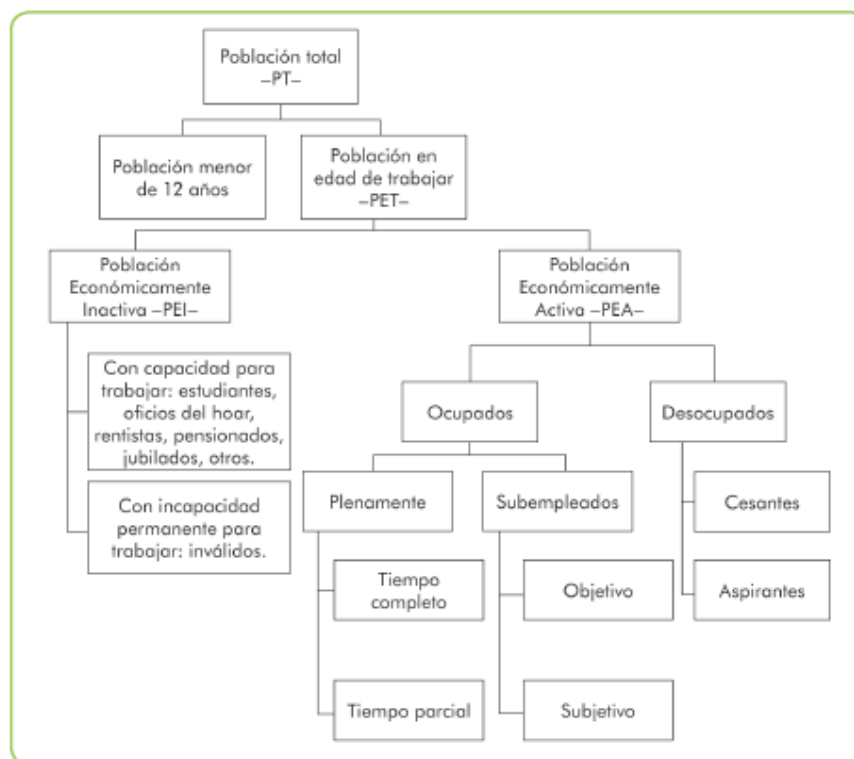 Población total
–PT–
Población menor
de 12 años
Población en
edad de trabajar
–PET–
Población
Económicamente
Inactiva –PEI–
Población
Económicamente
Activa –PEA–
Con capacidad para
trabajar: estudiantes,
oficios del hoar,
rentistas, pensionados,
jubilados, otros.
Con incapacidad
permanente para
trabajar: inválidos.
Ocupados
Desocupados
Plenamente
Subempleados
Cesantes
Tiempo
completo
Objetivo
Aspirantes
Tiempo parcial
Subjetivo